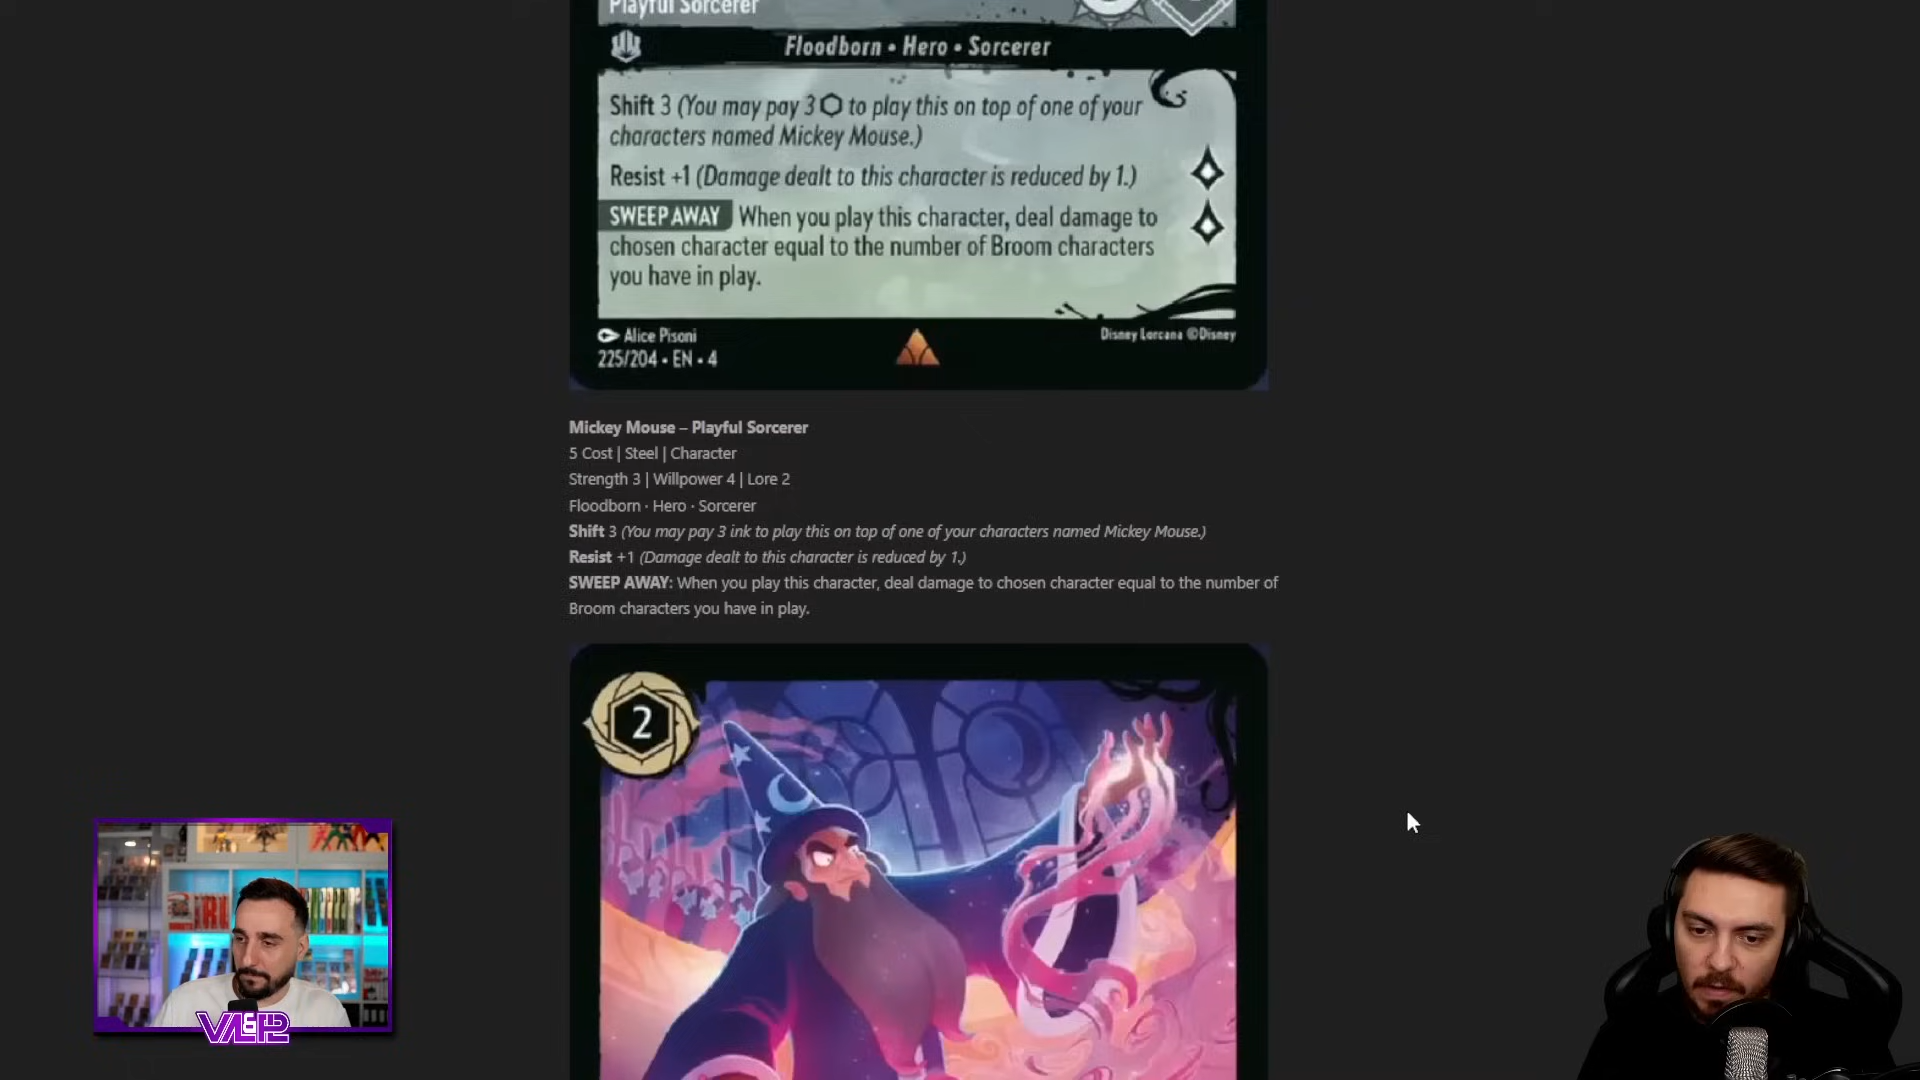 Playful Sorcerer
Floodborn • Hero • Sorcerer
Shift 3 (You may pay 3 to play this on top of one of your
characters named Mickey Mouse.)
Resist +1 (Damage dealt to this character is reduced by 1.)
SWEEP AWAY When you play this character, deal damage to
chosen character equal to the number of Broom characters
you have in play.
Alice Pisoni
Disney Lorcana ©Disney
225/204 • EN • 4
Mickey Mouse – Playful Sorcerer
5 Cost | Steel | Character
Strength 3 | Willpower 4 | Lore 2
Floodborn · Hero · Sorcerer
Shift 3 (You may pay 3 ink to play this on top of one of your characters named Mickey Mouse.)
Resist +1 (Damage dealt to this character is reduced by 1.)
SWEEP AWAY: When you play this character, deal damage to chosen character equal to the number of
Broom characters you have in play.
2